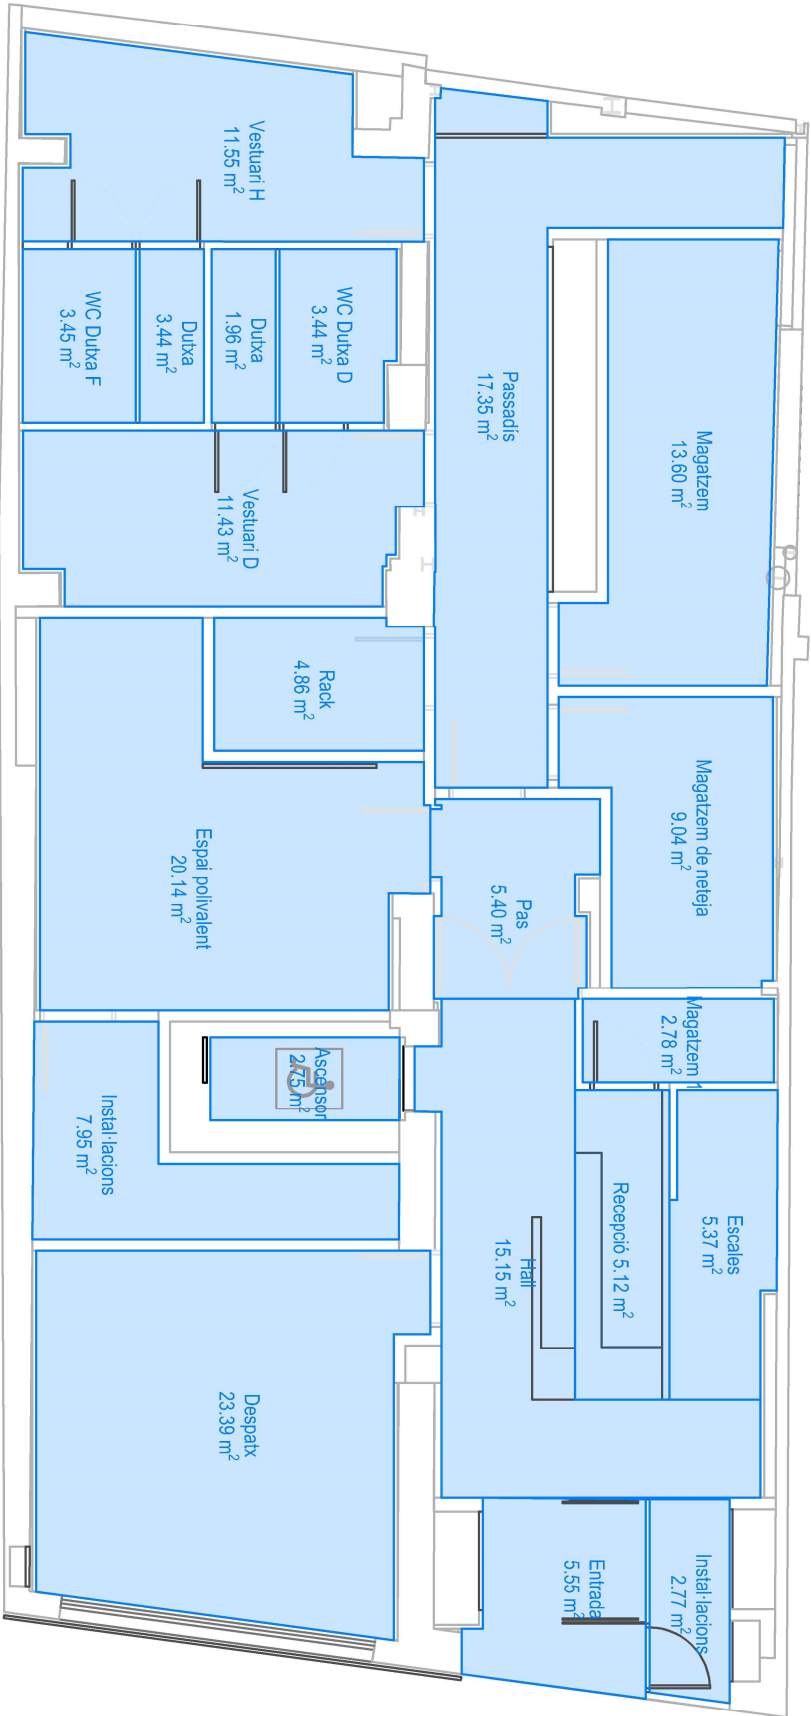 Vestuari H
11.55 m²
WC Dutxa F
3.45 m²
Dutxa
3.44 m²
Dutxa
1.96 m²
WC Dutxa D
3.44 m²
Passadís
17.35 m²
Magatzem
13.60 m²
Vestuari D
11.43 m²
Rack
4.86 m²
Espai polivalent
20.14 m²
Pas
5.40 m²
Magatzem de neteja
9.04 m²
Magatzem 1
2.78 m²
Ascensor
2.75 m²
Instal·lacions
7.95 m²
Hall
15.15 m²
Recepció 5.12 m²
Escales
5.37 m²
Despatx
23.39 m²
Entrada
5.55 m²
Instal·lacions
2.77 m²